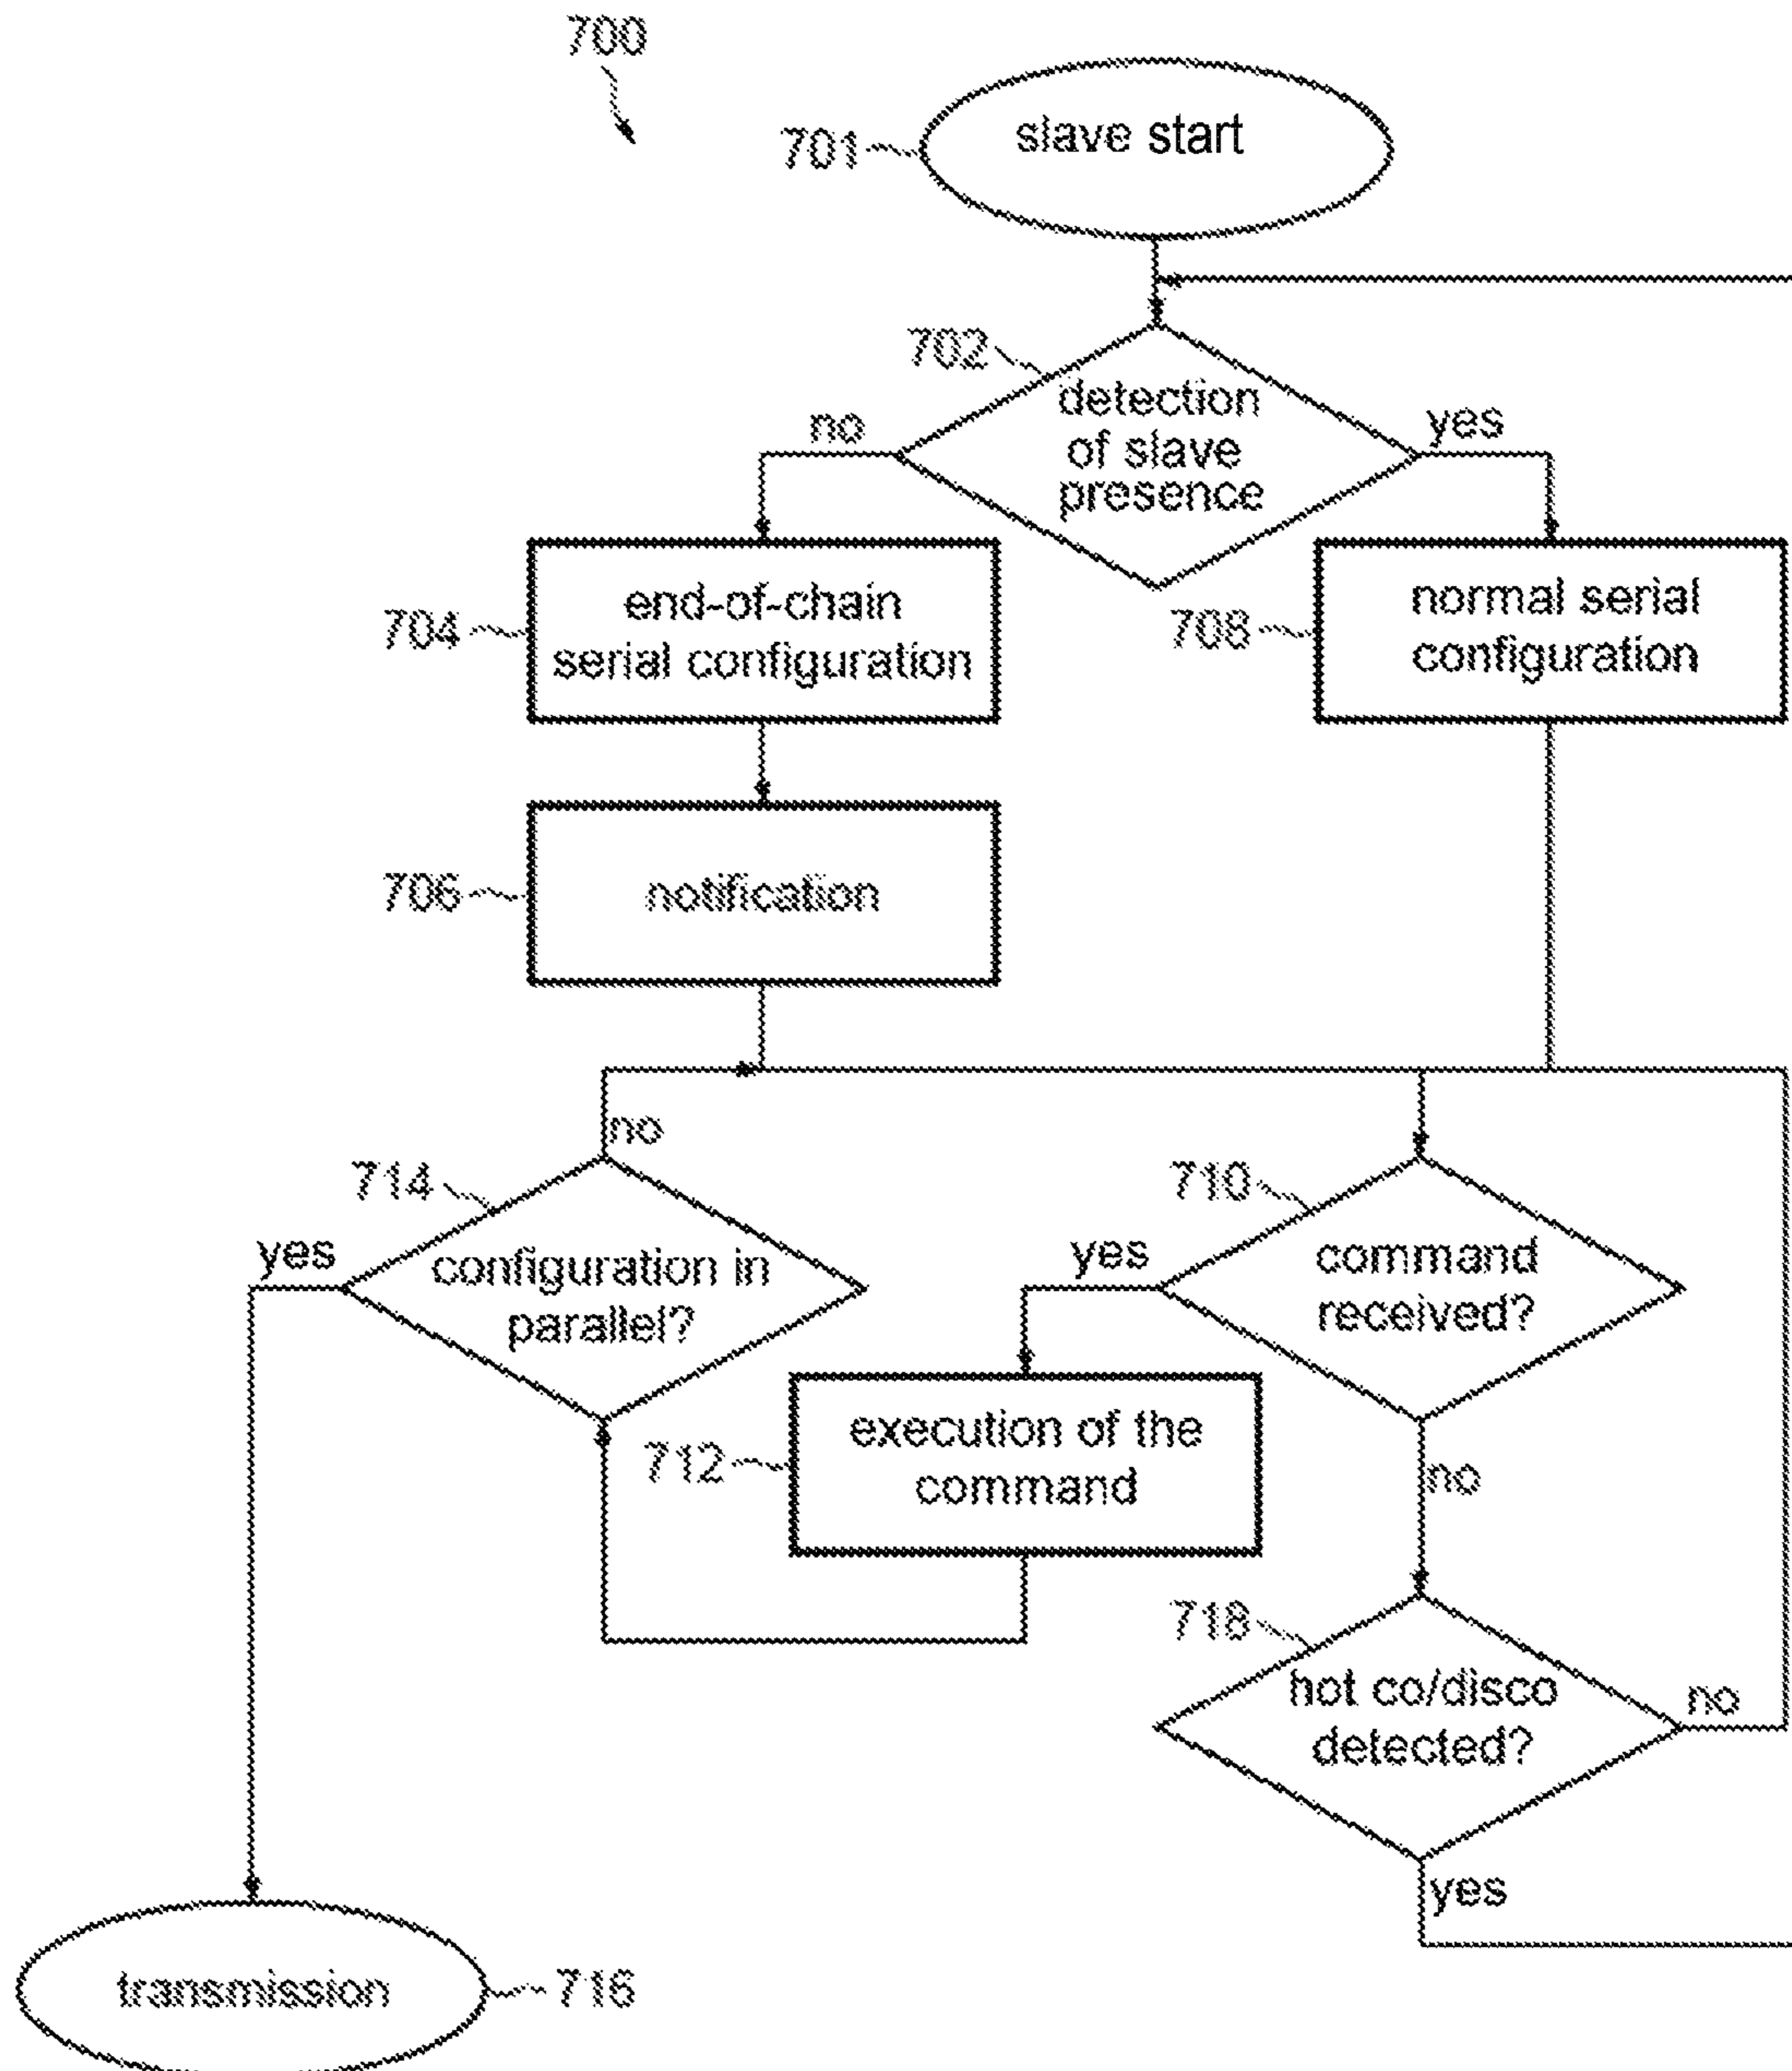 700
701
slave start
702
detection
of slave
presence
no
yes
704
end-of-chain
serial configuration
708
normal serial
configuration
706
notification
no
714
configuration in
parallel?
yes
710
command
received?
yes
712
execution of the
command
no
718
hot co/disco
detected?
no
yes
transmission
716